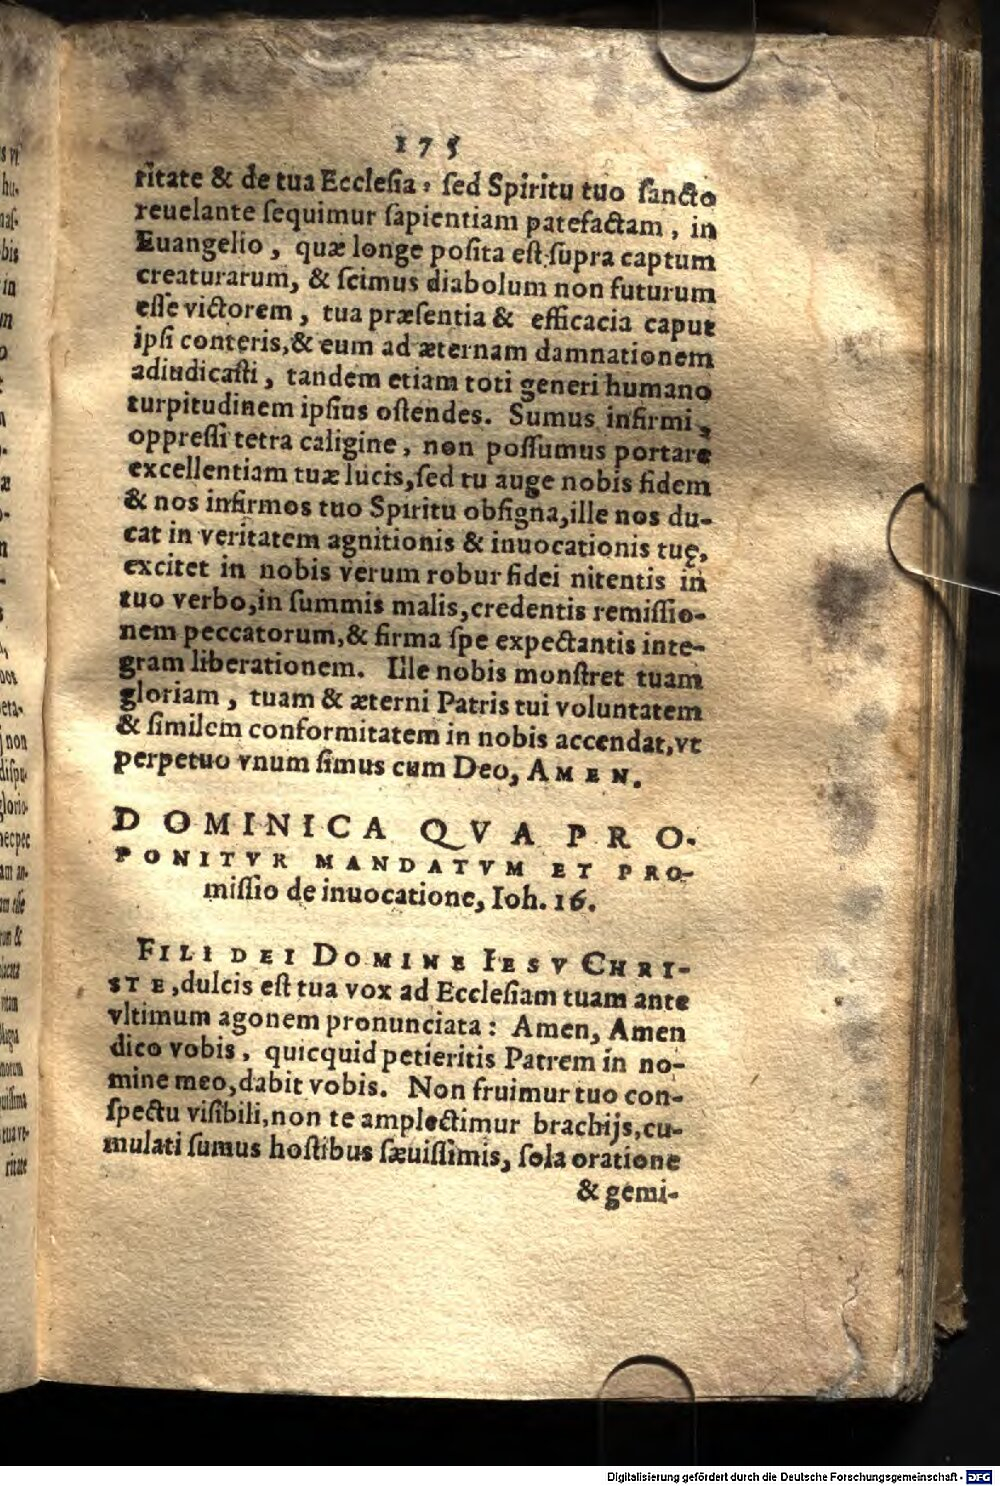 175
ritate & de tua Ecclesia, sed Spiritu tuo sancto
reuelante sequimur sapientiam patefactam, in
Euangelio, quæ longe posita est supra captum
creaturarum, & scimus diabolum non futurum
esse victorem, tua præsentia & efficacia caput
ipsi conteris, & eum ad æternam damnationem
adiudicasti, tandem etiam toti generi humano
turpitudinem ipsius ostendes. Sumus infirmi,
oppressi tetra caligine, non possumus portare
excellentiam tuæ lucis, sed tu auge nobis fidem
& nos infirmos tuo Spiritu obsigna, ille nos du-
cat in veritatem agnitionis & inuocationis tuę,
excitet in nobis verum robur fidei nitentis in
tuo verbo, in summis malis, credentis remissio-
nem peccatorum, & firma spe expectantis inte-
gram liberationem. Ille nobis monstret tuam
gloriam, tuam & æterni Patris tui voluntatem
& similem conformitatem in nobis accendat, vt
perpetuo vnum simus cum Deo, AMEN.
DOMINICA QVA PRO-
PONITVR MANDATVM ET PRO-
missio de inuocatione, Ioh. 16.
FILI DEI DOMINE IESV CHRI-
STE, dulcis est tua vox ad Ecclesiam tuam ante
vltimum agonem pronunciata: Amen, Amen
dico vobis, quicquid petieritis Patrem in no-
mine meo, dabit vobis. Non fruimur tuo con-
spectu visibili, non te amplectimur brachijs, cu-
mulati sumus hostibus sæuissimis, sola oratione
& gemi-
Digitalisierung gefördert durch die Deutsche Forschungsgemeinschaft - DFG